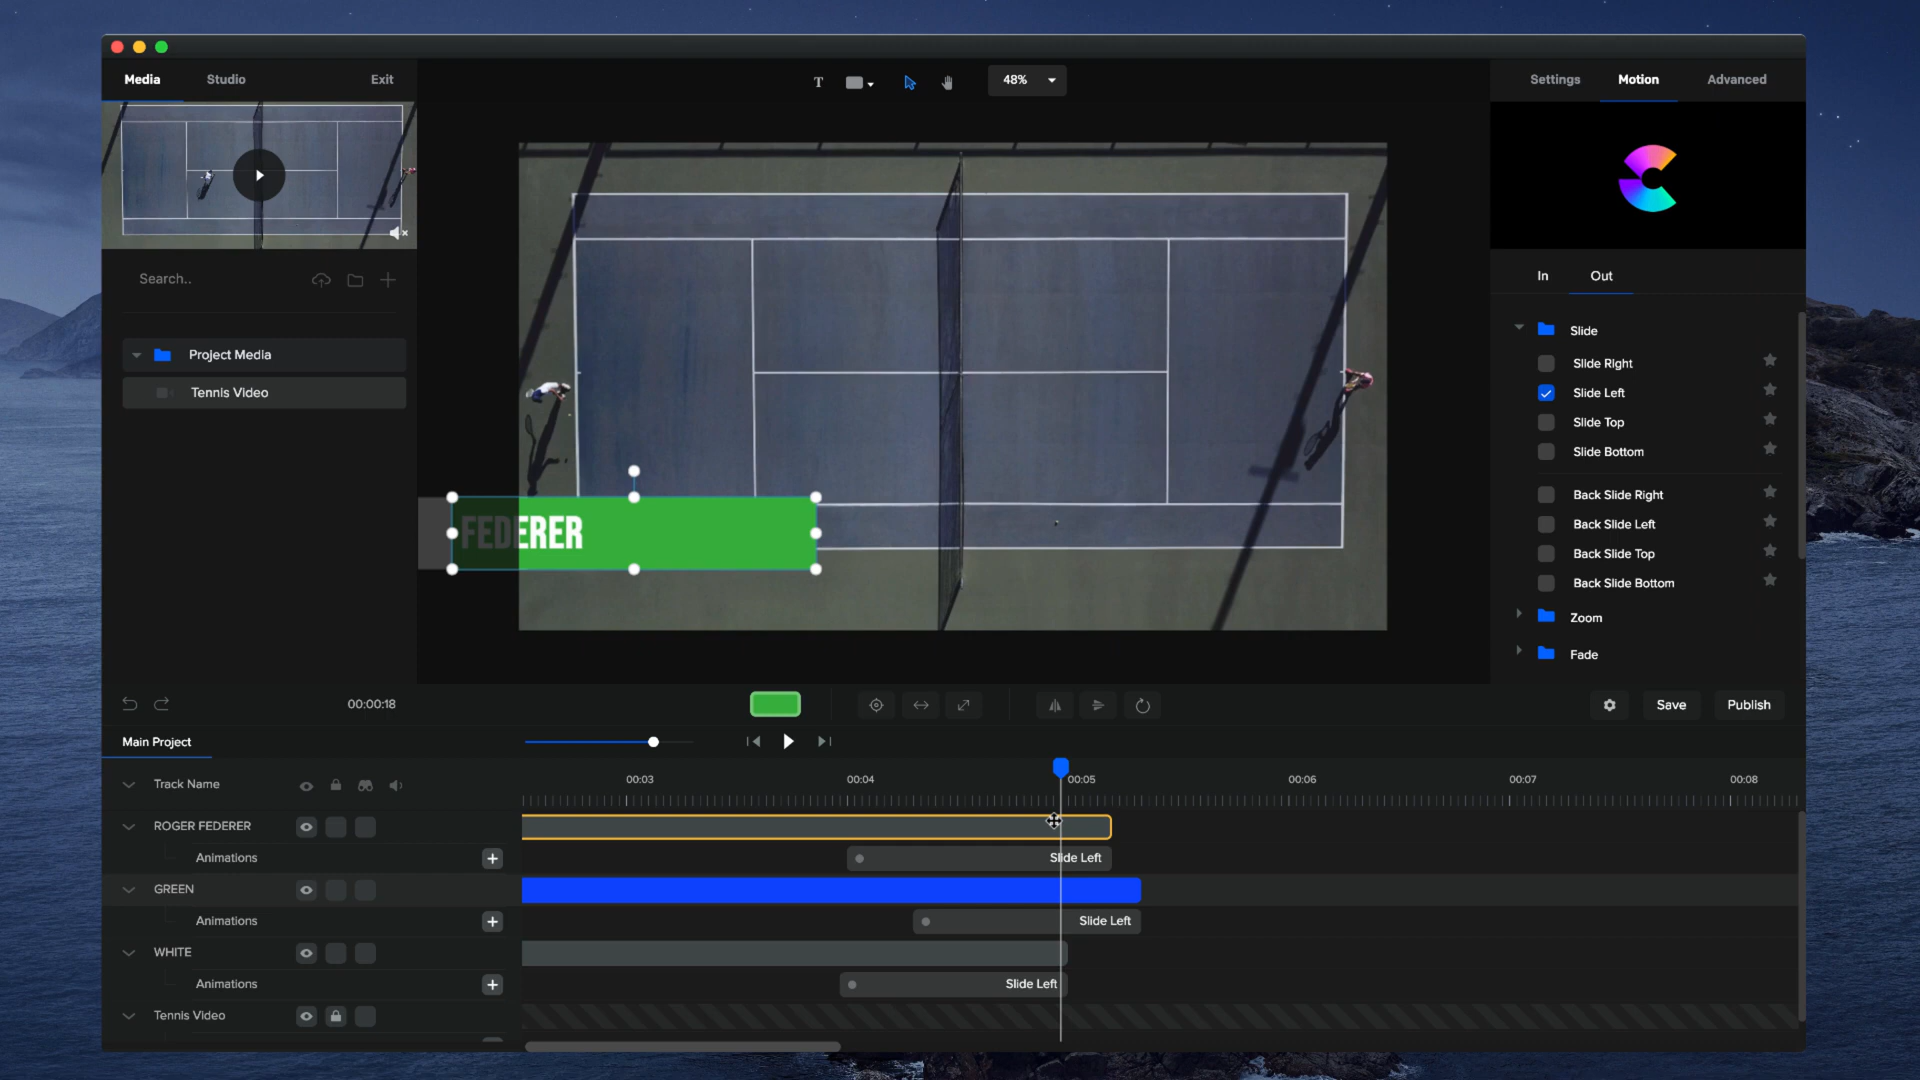 Media Studio Exit
T 48%
Settings Motion Advanced
Search..
In Out
Project Media
Tennis Video
Slide
Slide Right
Slide Left
Slide Top
Slide Bottom
Back Slide Right
Back Slide Left
Back Slide Top
Back Slide Bottom
Zoom
Fade
FEDERER
00:00:18
Save Publish
Main Project
Track Name
00:03 00:04 00:05 00:06 00:07 00:08
ROGER FEDERER
Animations Slide Left
GREEN
Animations Slide Left
WHITE
Animations Slide Left
Tennis Video